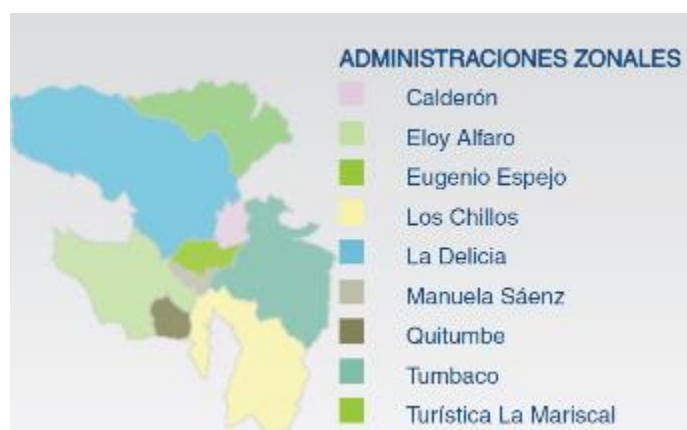 ADMINISTRACIONES ZONALES
Calderón
Eloy Alfaro
Eugenio Espejo
Los Chillos
La Delicia
Manuela Sáenz
Quitumbe
Tumbaco
Turística La Mariscal